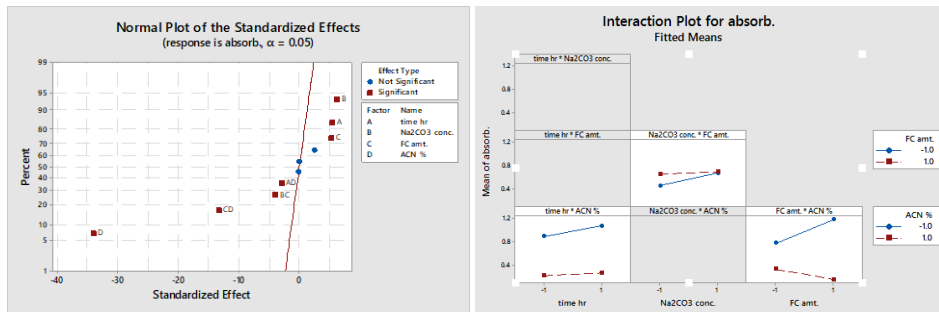 Normal Plot of the Standardized Effects
(response is absorb., α = 0.05)
99
95
90
80
70
60
50
40
30
20
10
5
1
Percent
-40
-30
-20
-10
0
Standardized Effect
B
A
C
AD
BC
CD
D
Effect Type
Not Significant
Significant
Factor Name
A time hr
B Na2CO3 conc.
C FC amt.
D ACN %
Interaction Plot for absorb.
Fitted Means
time hr * Na2CO3 conc.
1.2
0.8
0.4
time hr * FC amt.
Na2CO3 conc. * FC amt.
1.2
0.8
0.4
time hr * ACN %
Na2CO3 conc. * ACN %
FC amt. * ACN %
1.2
0.8
0.4
Mean of absorb.
-1
1
-1
1
-1
1
time hr
Na2CO3 conc.
FC amt.
FC amt.
-1.0
1.0
ACN %
-1.0
1.0